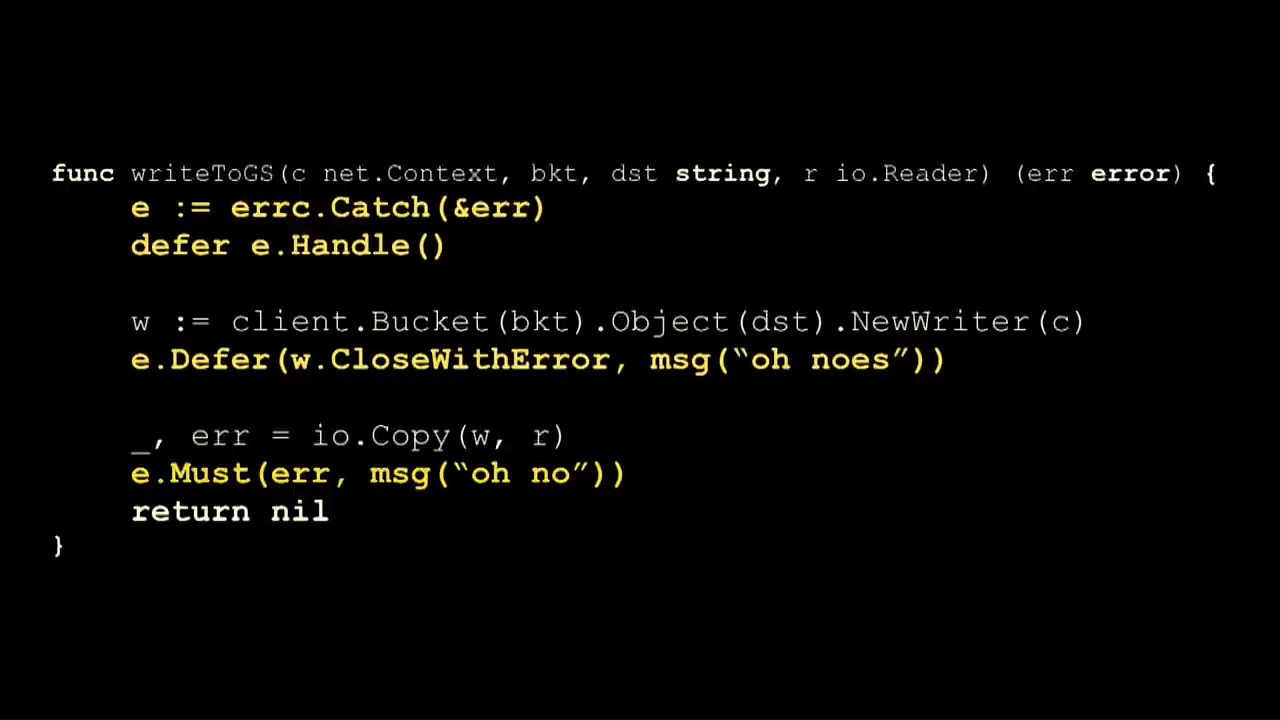 func writeToGS(c net.Context, bkt, dst string, r io.Reader) (err error) {
e := errc.Catch(&err)
defer e.Handle()
w := client.Bucket(bkt).Object(dst).NewWriter(c)
e.Defer(w.CloseWithError, msg(“oh noes”))
_, err = io.Copy(w, r)
e.Must(err, msg(“oh no”))
return nil
}